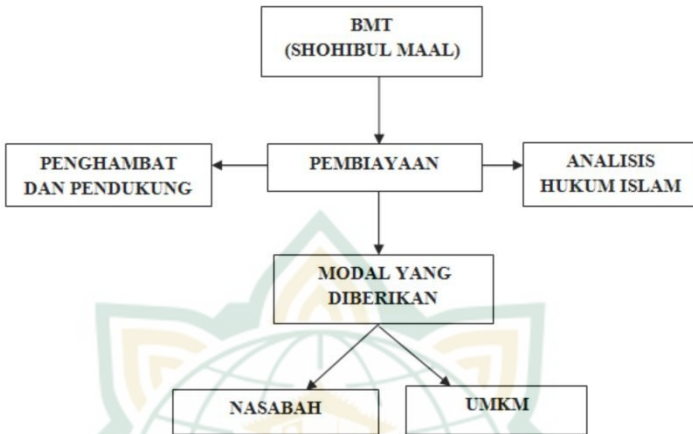 BMT
(SHOHIBUL MAAL)
PENGHAMBAT
DAN PENDUKUNG
PEMBIAYAAN
ANALISIS
HUKUM ISLAM
MODAL YANG
DIBERIKAN
NASABAH
UMKM